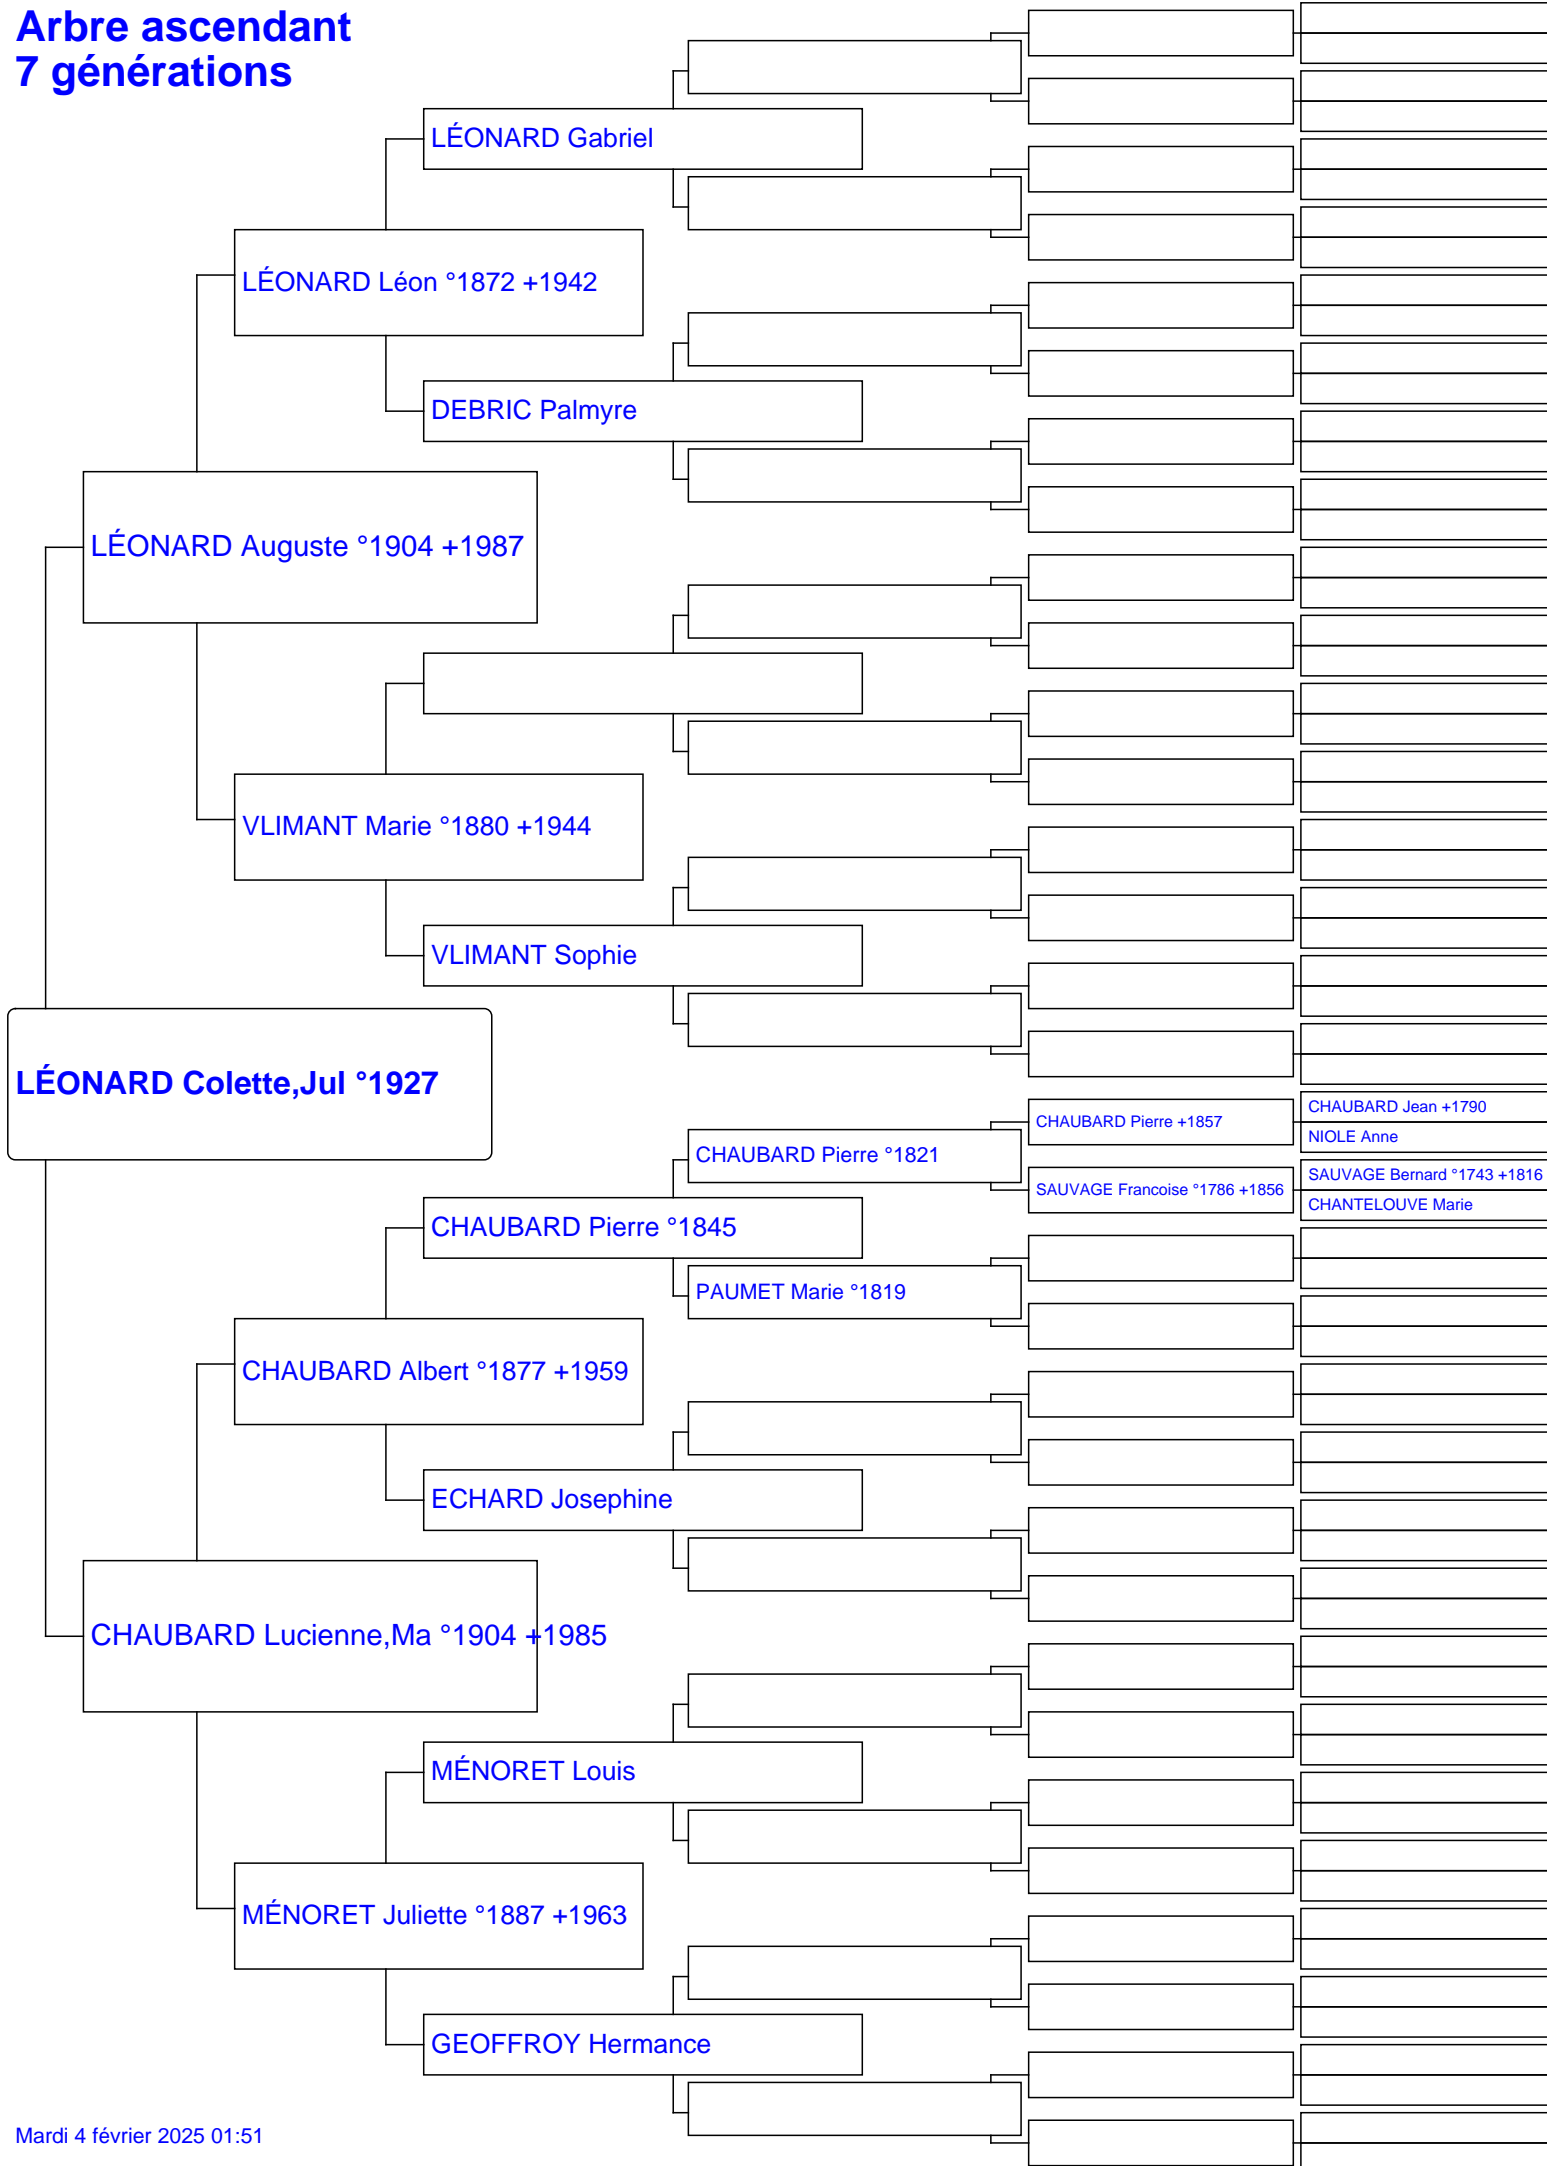 Arbre ascendant
7 générations
LÉONARD Gabriel
LÉONARD Léon °1872 +1942
DEBRIC Palmyre
LÉONARD Auguste °1904 +1987
VLIMANT Marie °1880 +1944
VLIMANT Sophie
LÉONARD Colette,Jul °1927
CHAUBARD Jean +1790
CHAUBARD Pierre +1857
NIOLE Anne
CHAUBARD Pierre °1821
SAUVAGE Bernard °1743 +1816
SAUVAGE Francoise °1786 +1856
CHANTELOUVE Marie
CHAUBARD Pierre °1845
PAUMET Marie °1819
CHAUBARD Albert °1877 +1959
ECHARD Josephine
CHAUBARD Lucienne,Ma °1904 +1985
MÉNORET Louis
MÉNORET Juliette °1887 +1963
GEOFFROY Hermance
Mardi 4 février 2025 01:51